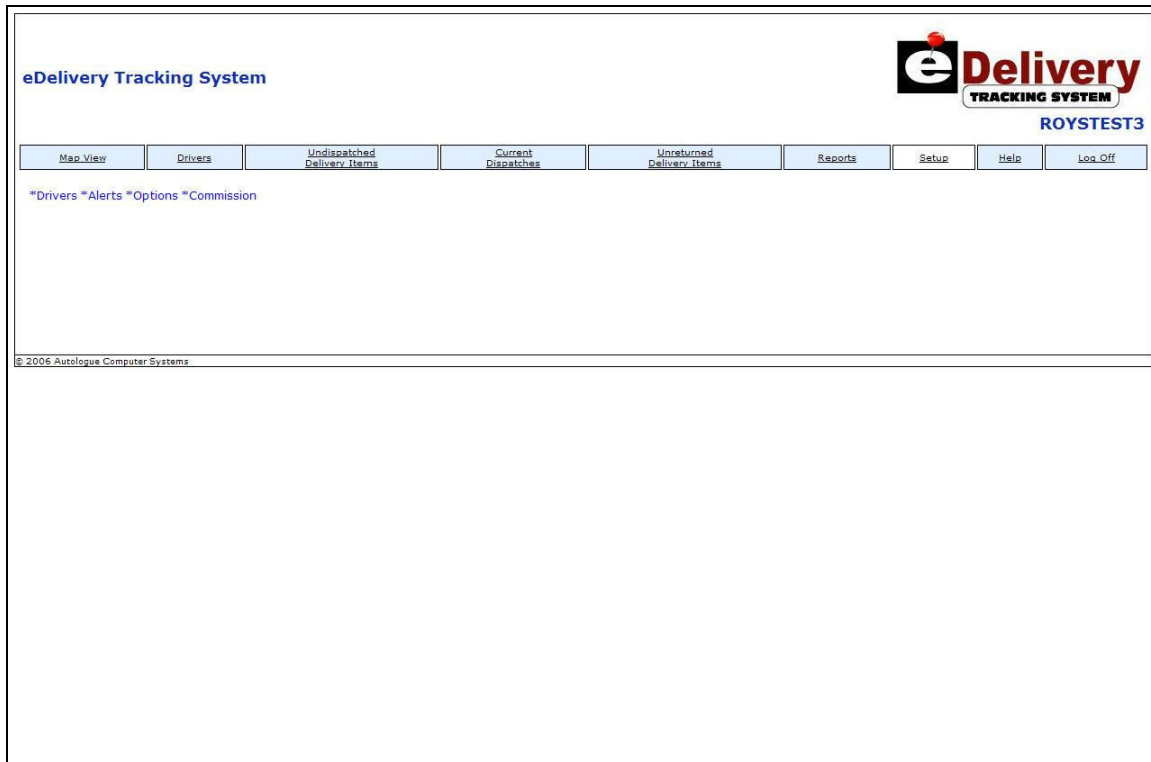 eDelivery Tracking System
eDelivery
TRACKING SYSTEM
ROYSTEST3
Map View Drivers Undispatched Delivery Items Current Dispatches Unreturned Delivery Items Reports Setup Help Log Off
*Drivers *Alerts *Options *Commission
© 2006 Autologue Computer Systems